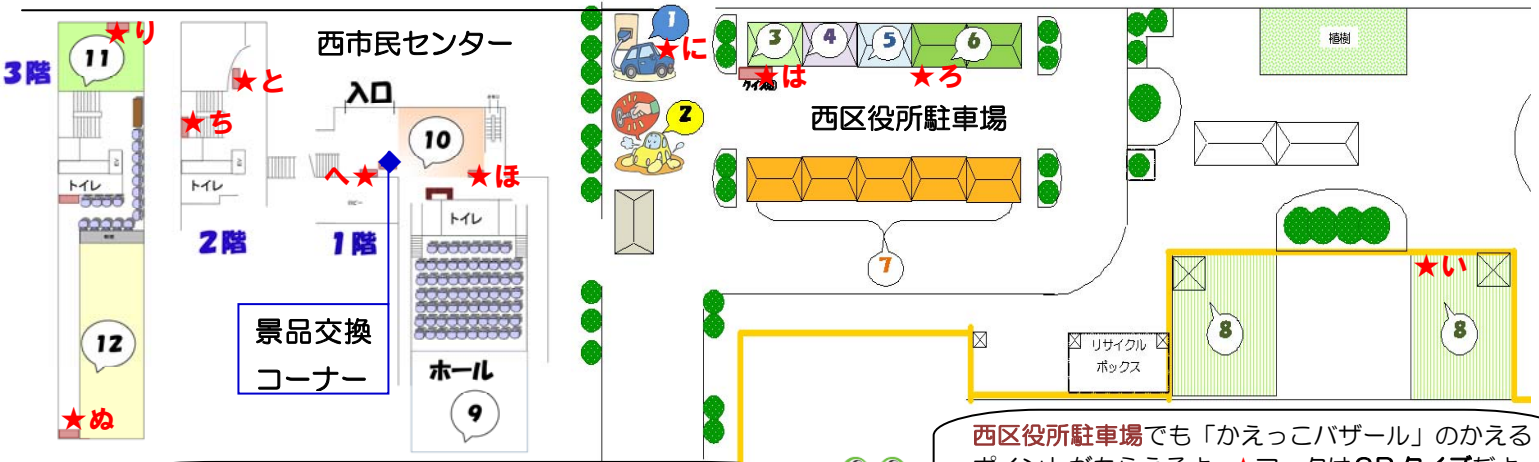 3階
11
★り
★と
★ち
西市民センター
入口
10
★へ
★ほ
EV
EV
トイレ
トイレ
トイレ
ロビー
2階
1階
12
★ぬ
景品交換
コーナー
ホール
9
1
★に
2
3
4
5
6
★は
★ろ
西区役所駐車場
7
植樹
★い
8
8
リサイクル
ボックス
西区役所駐車場でも「かえっこバザール」のかえる